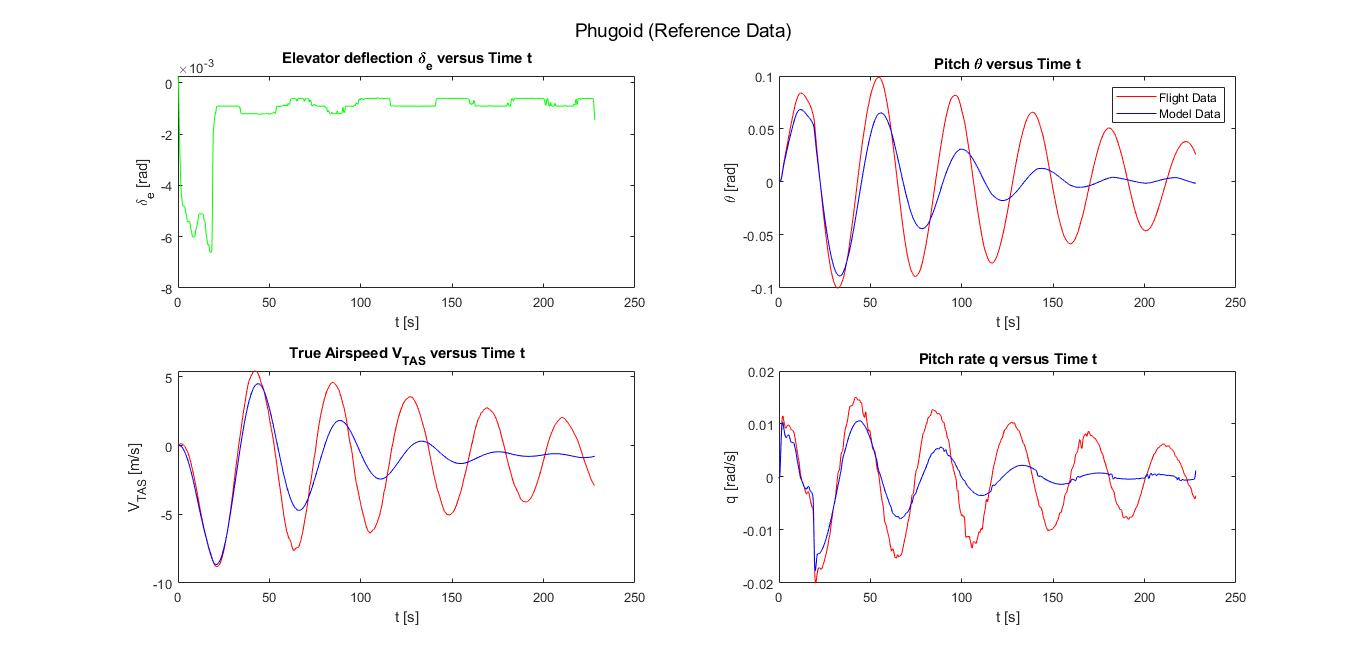 Phugoid (Reference Data)
Elevator deflection δe versus Time t
×10-3
0
-2
-4
-6
-8
δe [rad]
0 50 100 150 200 250
t [s]
Pitch θ versus Time t
0.1
0.05
0
-0.05
-0.1
θ [rad]
Flight Data
Model Data
0 50 100 150 200 250
t [s]
True Airspeed VTAS versus Time t
5
0
-5
-10
VTAS [m/s]
0 50 100 150 200 250
t [s]
Pitch rate q versus Time t
0.02
0.01
0
-0.01
-0.02
q [rad/s]
0 50 100 150 200 250
t [s]